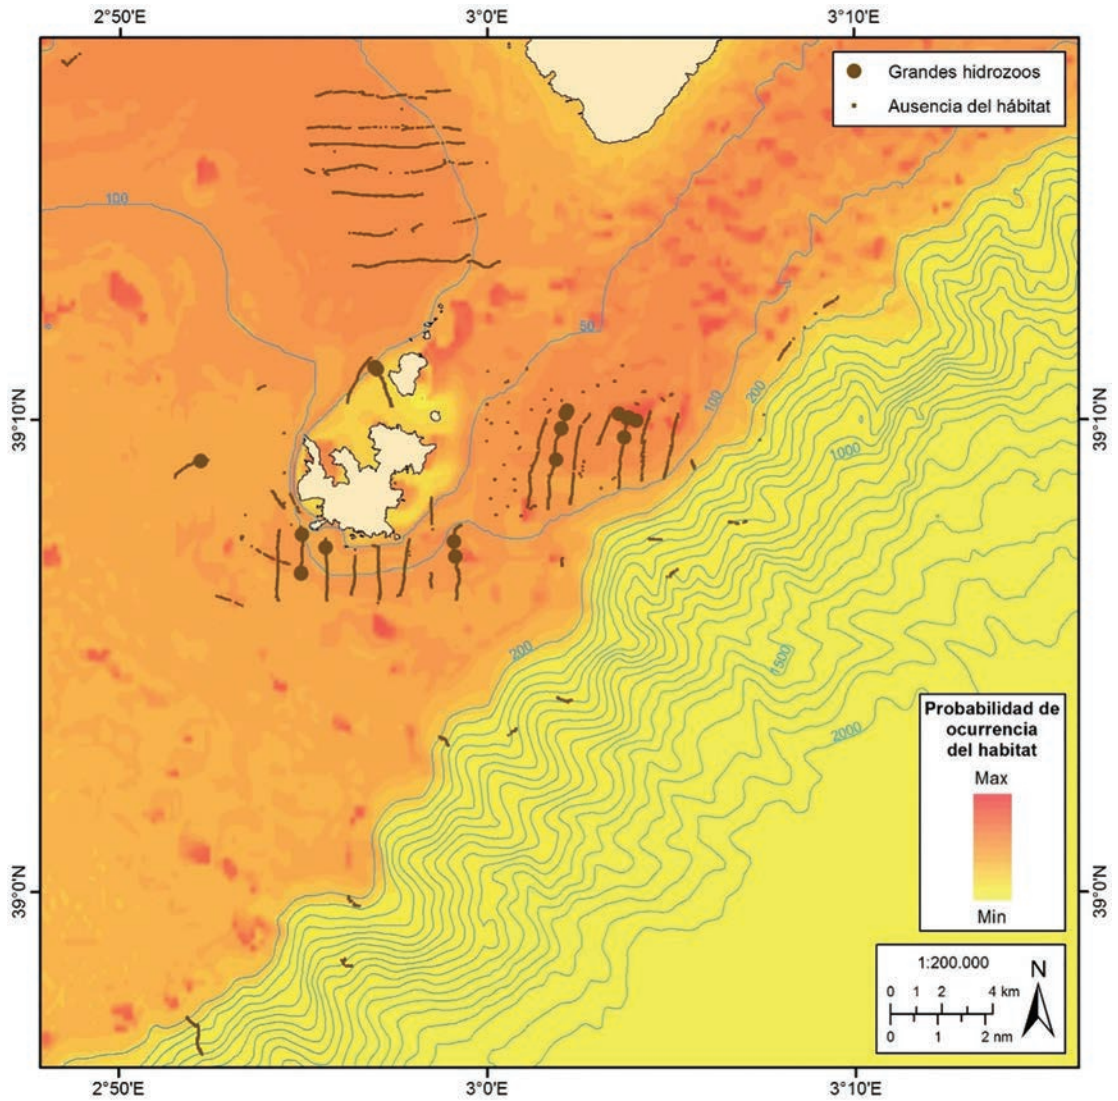 2°50'E 3°0'E 3°10'E
Grandes hidrozoos
Ausencia del hábitat
100
50
39°10'N 39°10'N
100
200
1000
200
1500
2000
Probabilidad de
ocurrencia
del habitat
Max
Min
39°0'N 39°0'N
1:200.000
N
0 1 2 4 km
0 1 2 nm
2°50'E 3°0'E 3°10'E